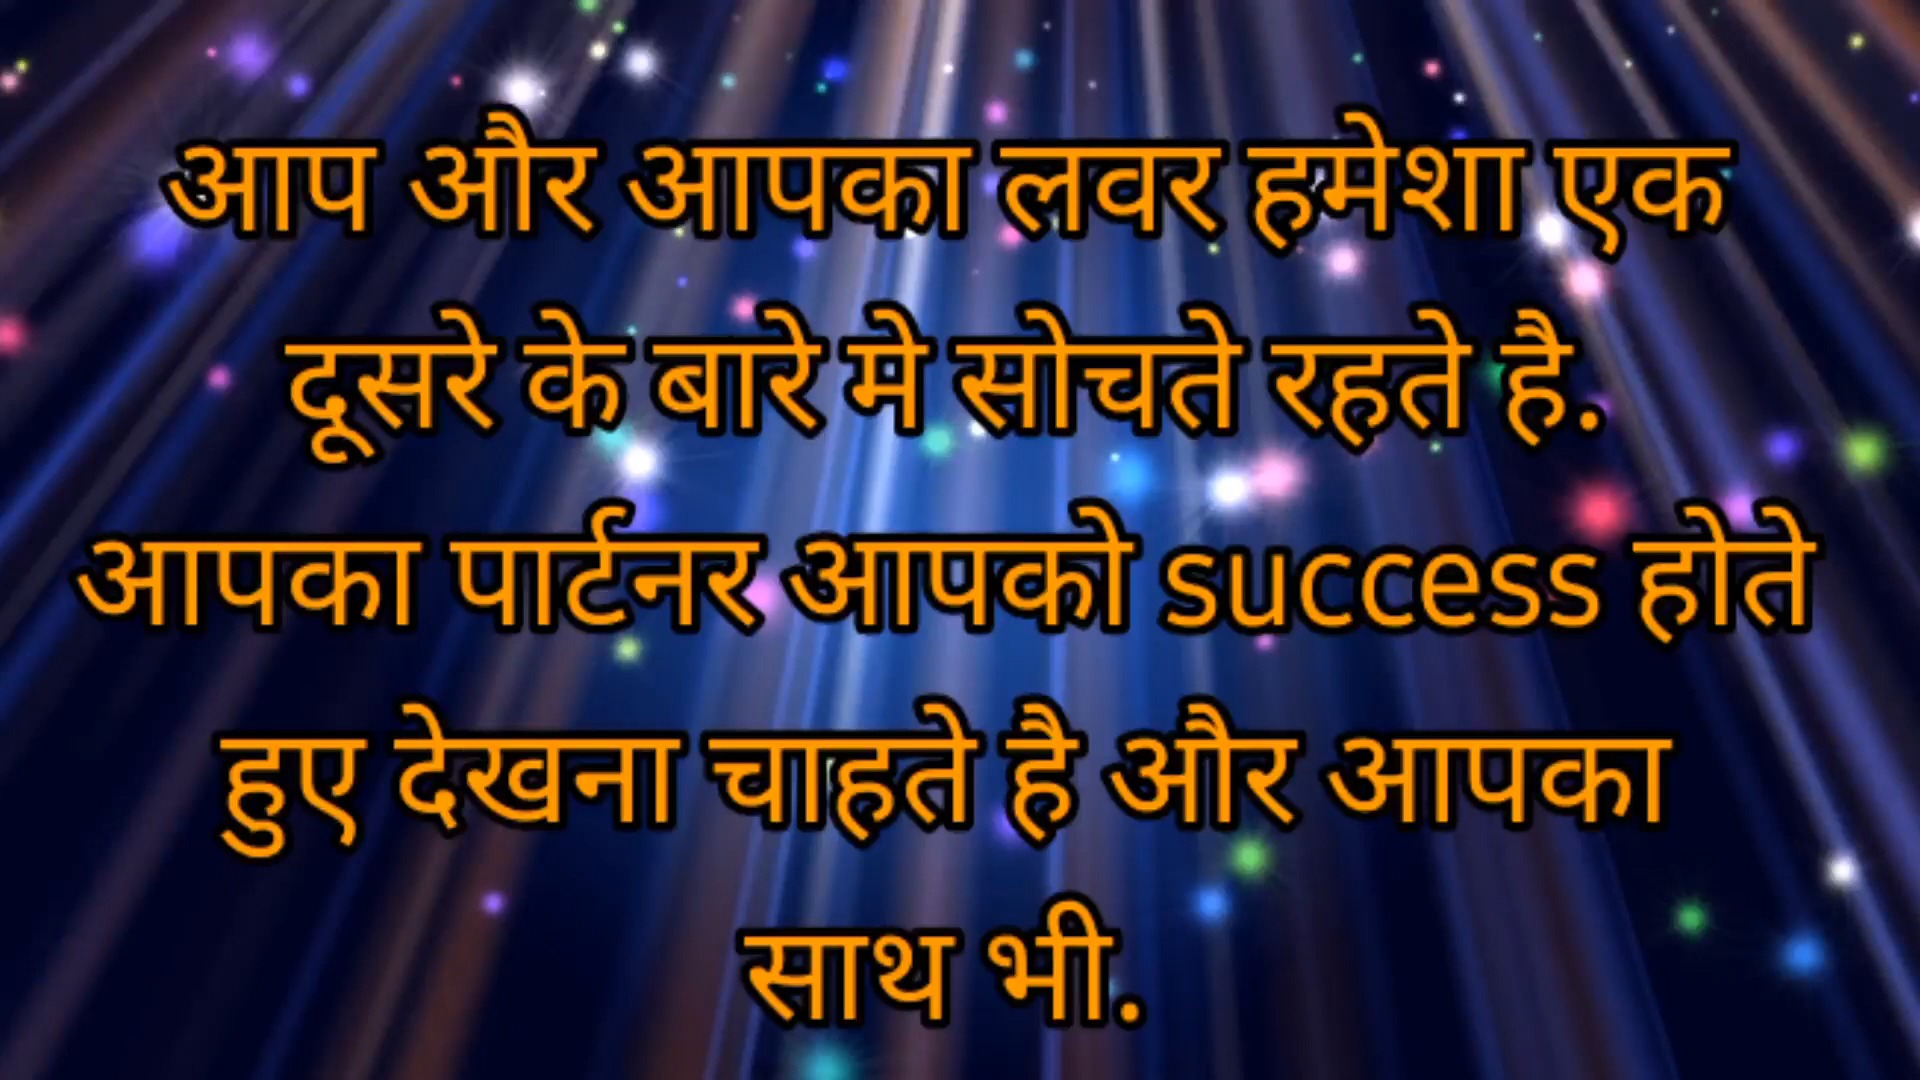 आप और आपका लवर हमेशा एक
दूसरे के बारे मे सोचते रहते है.
आपका पार्टनर आपको success होते
हुए देखना चाहते है और आपका
साथ भी.